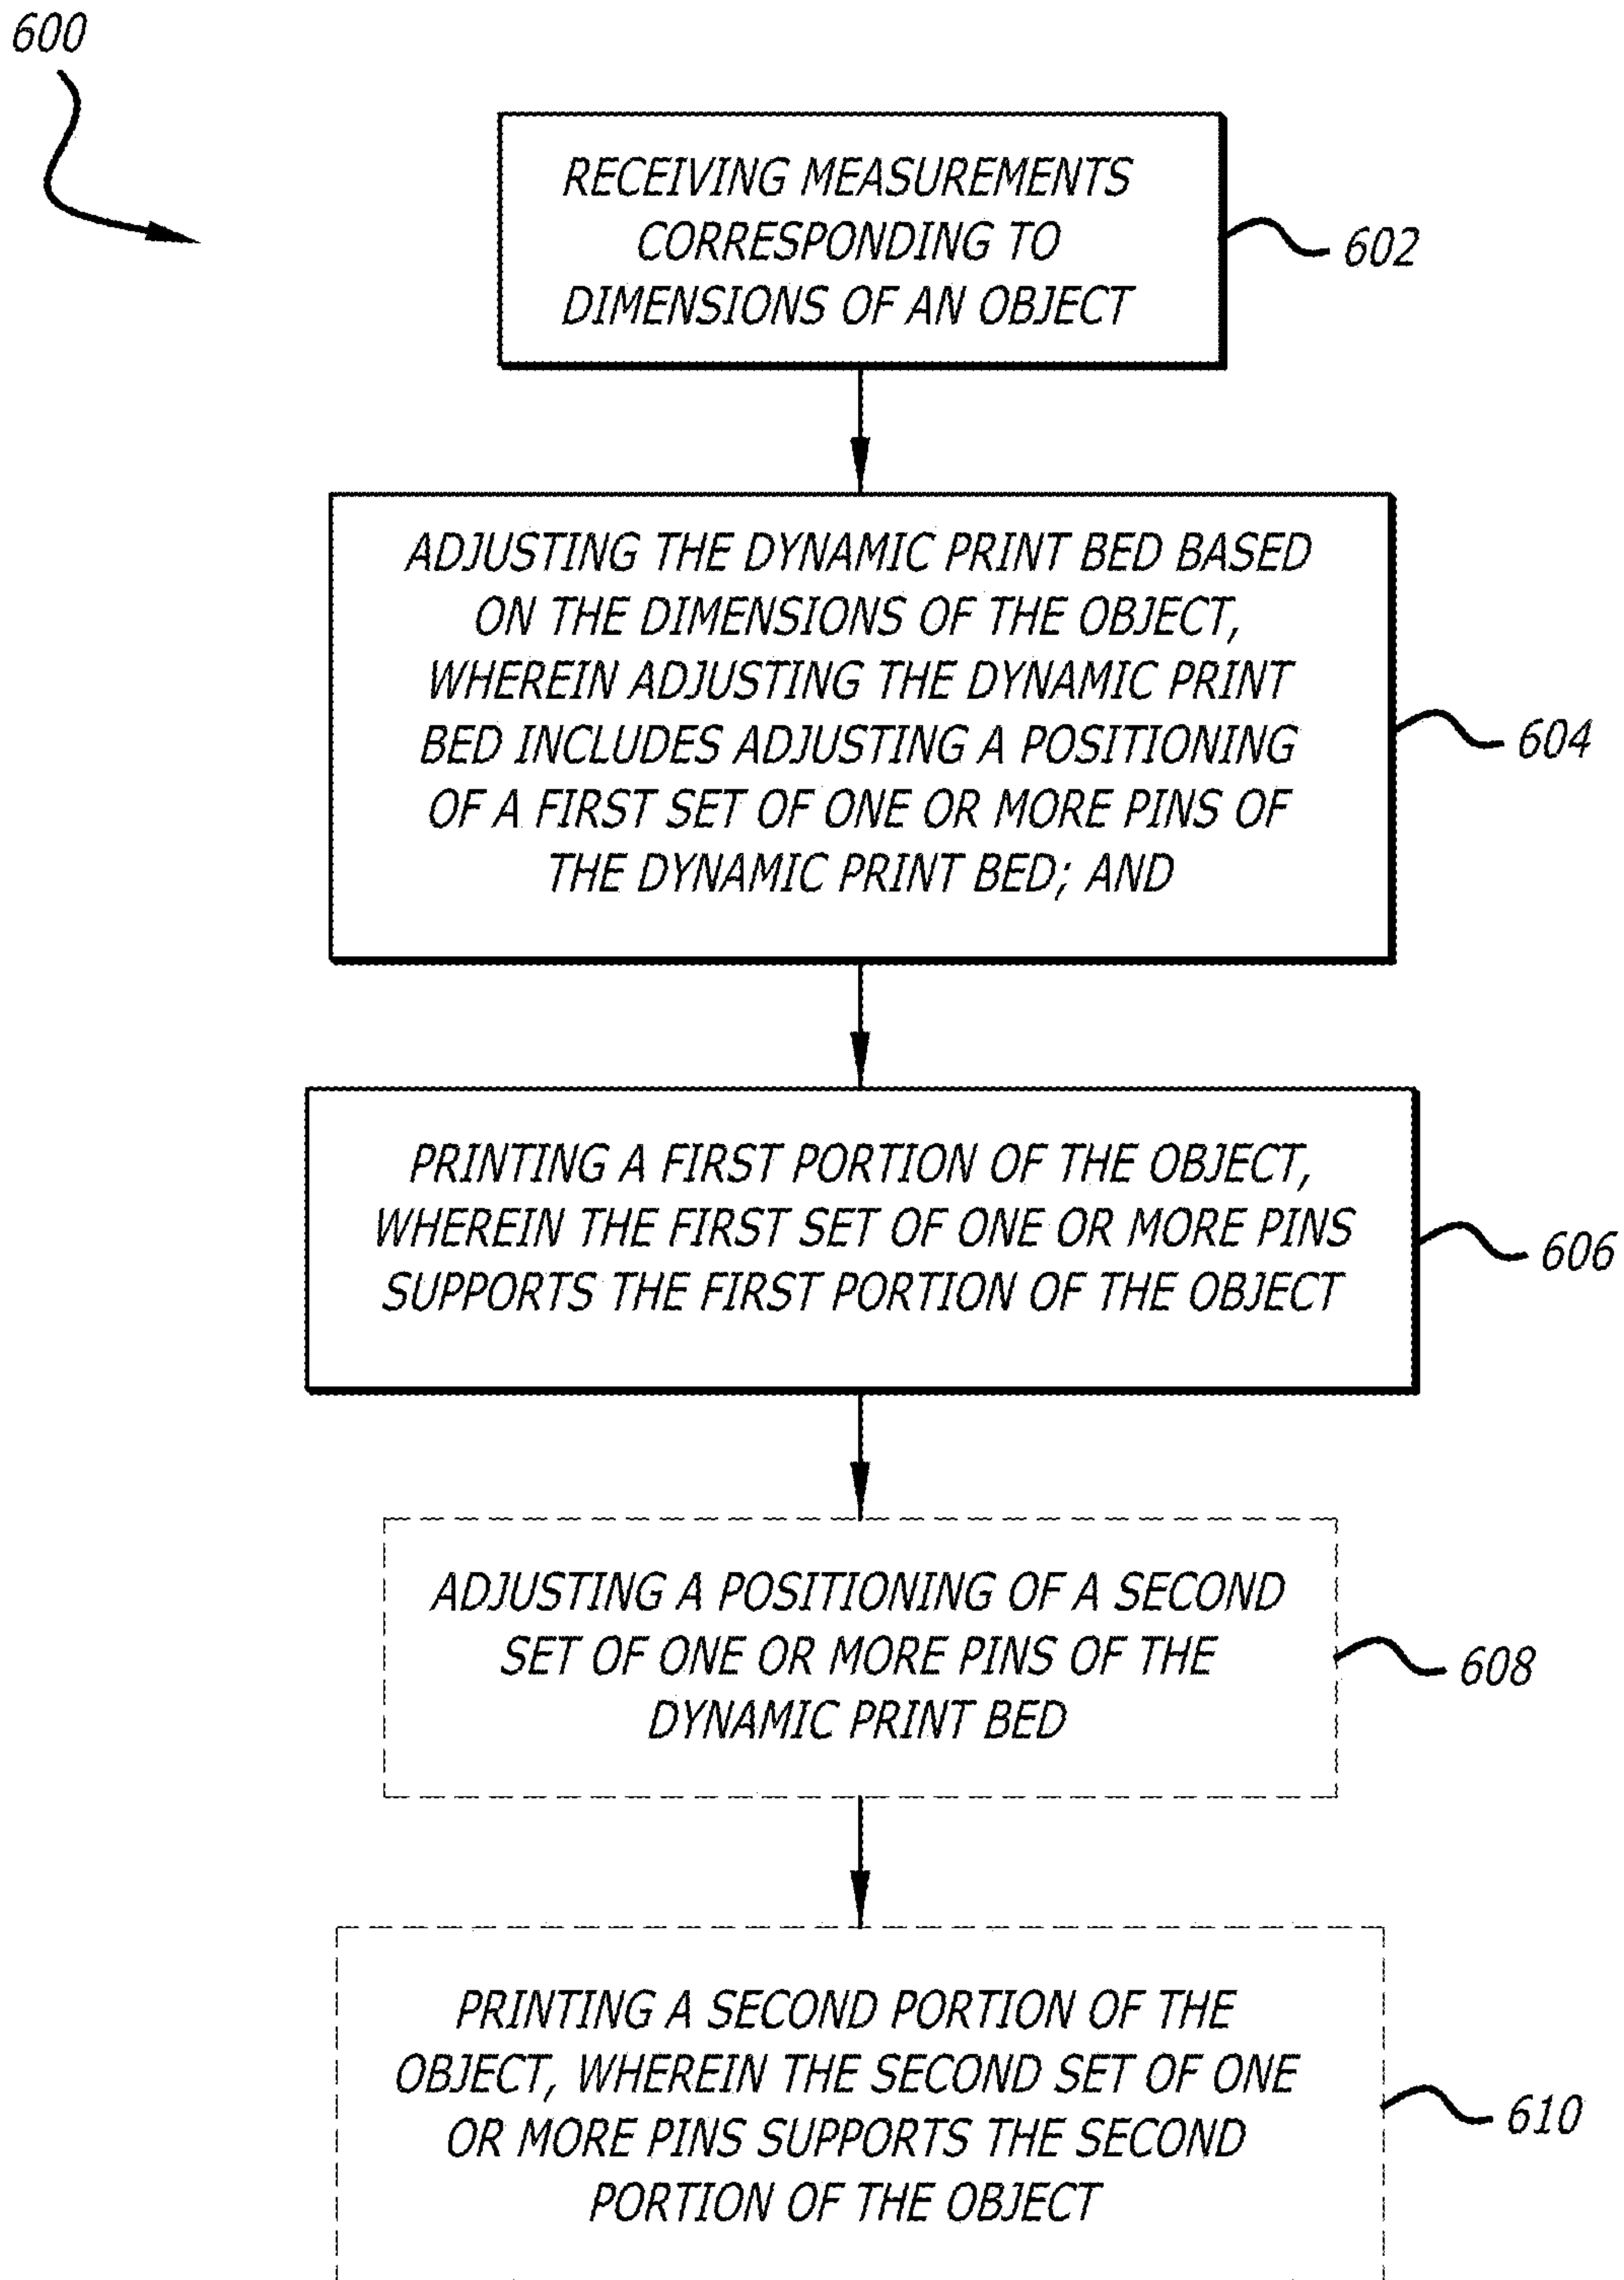 600
RECEIVING MEASUREMENTS
CORRESPONDING TO
DIMENSIONS OF AN OBJECT
602
ADJUSTING THE DYNAMIC PRINT BED BASED
ON THE DIMENSIONS OF THE OBJECT,
WHEREIN ADJUSTING THE DYNAMIC PRINT
BED INCLUDES ADJUSTING A POSITIONING
OF A FIRST SET OF ONE OR MORE PINS OF
THE DYNAMIC PRINT BED; AND
604
PRINTING A FIRST PORTION OF THE OBJECT,
WHEREIN THE FIRST SET OF ONE OR MORE PINS
SUPPORTS THE FIRST PORTION OF THE OBJECT
606
ADJUSTING A POSITIONING OF A SECOND
SET OF ONE OR MORE PINS OF THE
DYNAMIC PRINT BED
608
PRINTING A SECOND PORTION OF THE
OBJECT, WHEREIN THE SECOND SET OF ONE
OR MORE PINS SUPPORTS THE SECOND
PORTION OF THE OBJECT
610